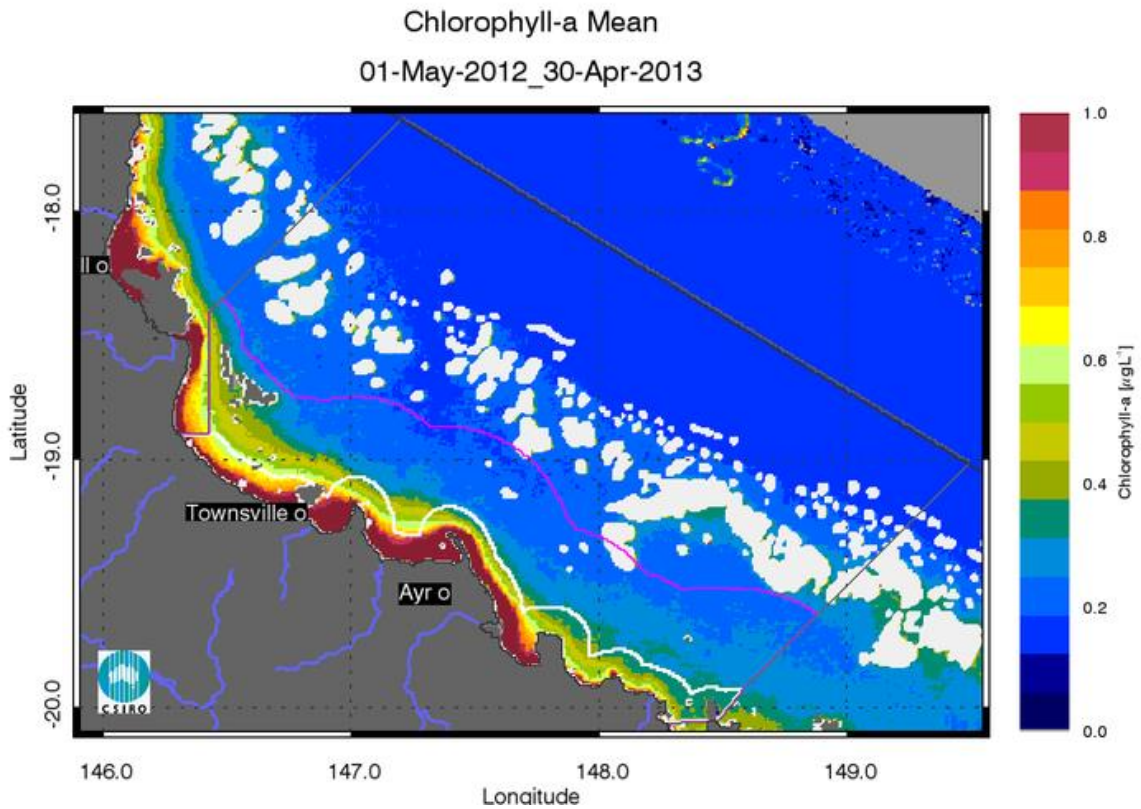 Chlorophyll-a Mean
01-May-2012_30-Apr-2013
1.0
-18.0
0.8
ll o
0.6
Chlorophyll-a [µgL⁻¹]
Latitude
-19.0
0.4
Townsville o
Ayr o
0.2
CSIRO
-20.0
0.0
146.0 147.0 148.0 149.0
Longitude